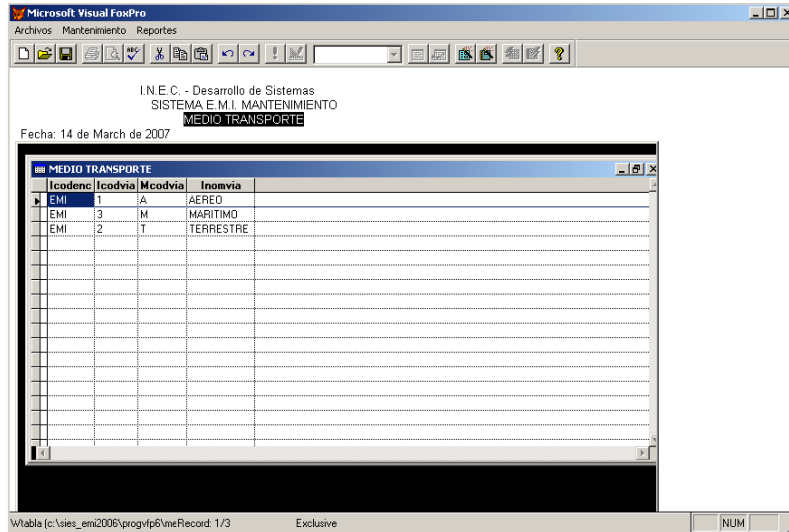 Microsoft Visual FoxPro
Archivos Mantenimiento Reportes
I.N.E.C. - Desarrollo de Sistemas
SISTEMA E.M.I. MANTENIMIENTO
MEDIO TRANSPORTE
Fecha: 14 de March de 2007
MEDIO TRANSPORTE
Icodenc Icodvia Mcodvia Inomvia
EMI 1 A AEREO
EMI 3 M MARITIMO
EMI 2 T TERRESTRE
Wtabla (c:\sies_emi2006\progvfp6\meRecord: 1/3 Exclusive NUM